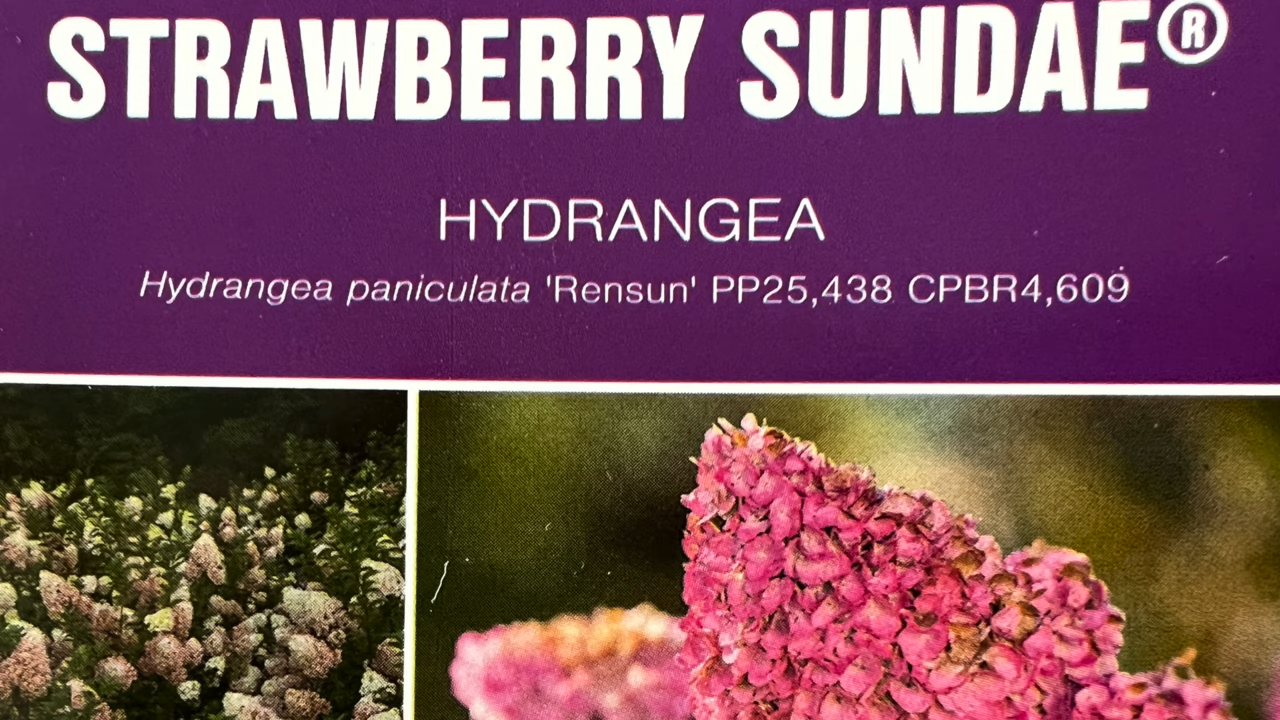 STRAWBERRY SUNDAE®
HYDRANGEA
Hydrangea paniculata 'Rensun' PP25,438 CPBR4,609